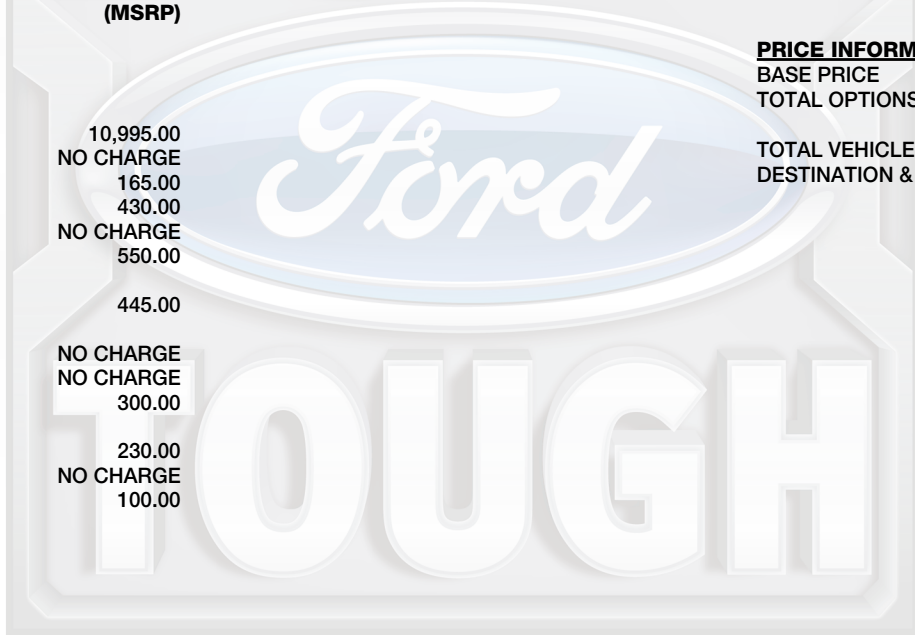 (MSRP)
10,995.00
NO CHARGE
165.00
430.00
NO CHARGE
550.00
445.00
NO CHARGE
NO CHARGE
300.00
230.00
NO CHARGE
100.00
PRICE INFORM
BASE PRICE
TOTAL OPTIONS
TOTAL VEHICLE
DESTINATION &
Ford
TOUGH